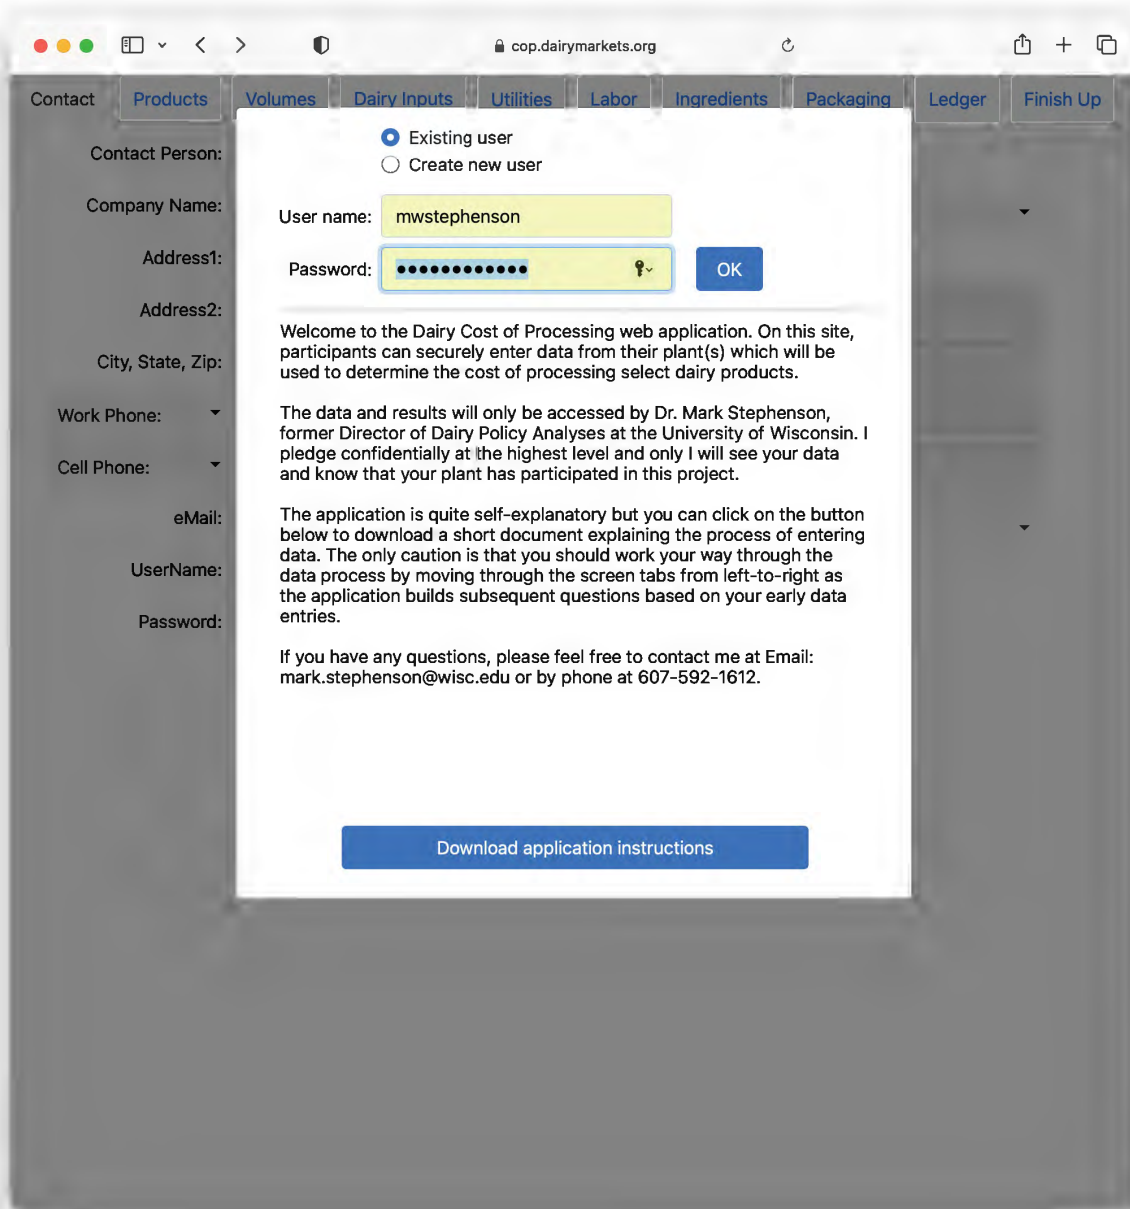 cop.dairymarkets.org
Contact Products Volumes Dairy Inputs Utilities Labor Ingredients Packaging Ledger Finish Up
Existing user
Create new user
Contact Person:
Company Name:
Address1:
Address2:
City, State, Zip:
Work Phone:
Cell Phone:
eMail:
UserName:
Password:
User name: mwstephenson
Password: ●●●●●●●●●●●● OK
Welcome to the Dairy Cost of Processing web application. On this site,
participants can securely enter data from their plant(s) which will be
used to determine the cost of processing select dairy products.
The data and results will only be accessed by Dr. Mark Stephenson,
former Director of Dairy Policy Analyses at the University of Wisconsin. I
pledge confidentially at the highest level and only I will see your data
and know that your plant has participated in this project.
The application is quite self-explanatory but you can click on the button
below to download a short document explaining the process of entering
data. The only caution is that you should work your way through the
data process by moving through the screen tabs from left-to-right as
the application builds subsequent questions based on your early data
entries.
If you have any questions, please feel free to contact me at Email:
mark.stephenson@wisc.edu or by phone at 607-592-1612.
Download application instructions